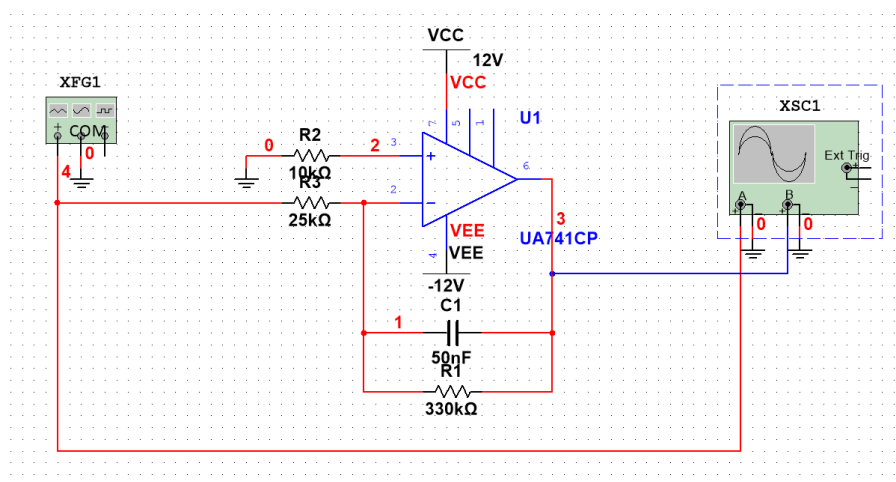 VCC
12V
VCC
XFG1
COM
+
0
4
U1
7
5
1
R2
0
2
3
10kΩ
+
6
R3
2
−
25kΩ
3
VEE
UA741CP
VEE
4
-12V
C1
1
50nF
R1
330kΩ
XSC1
Ext Trig
+
−
A
B
+
−
+
−
0
0